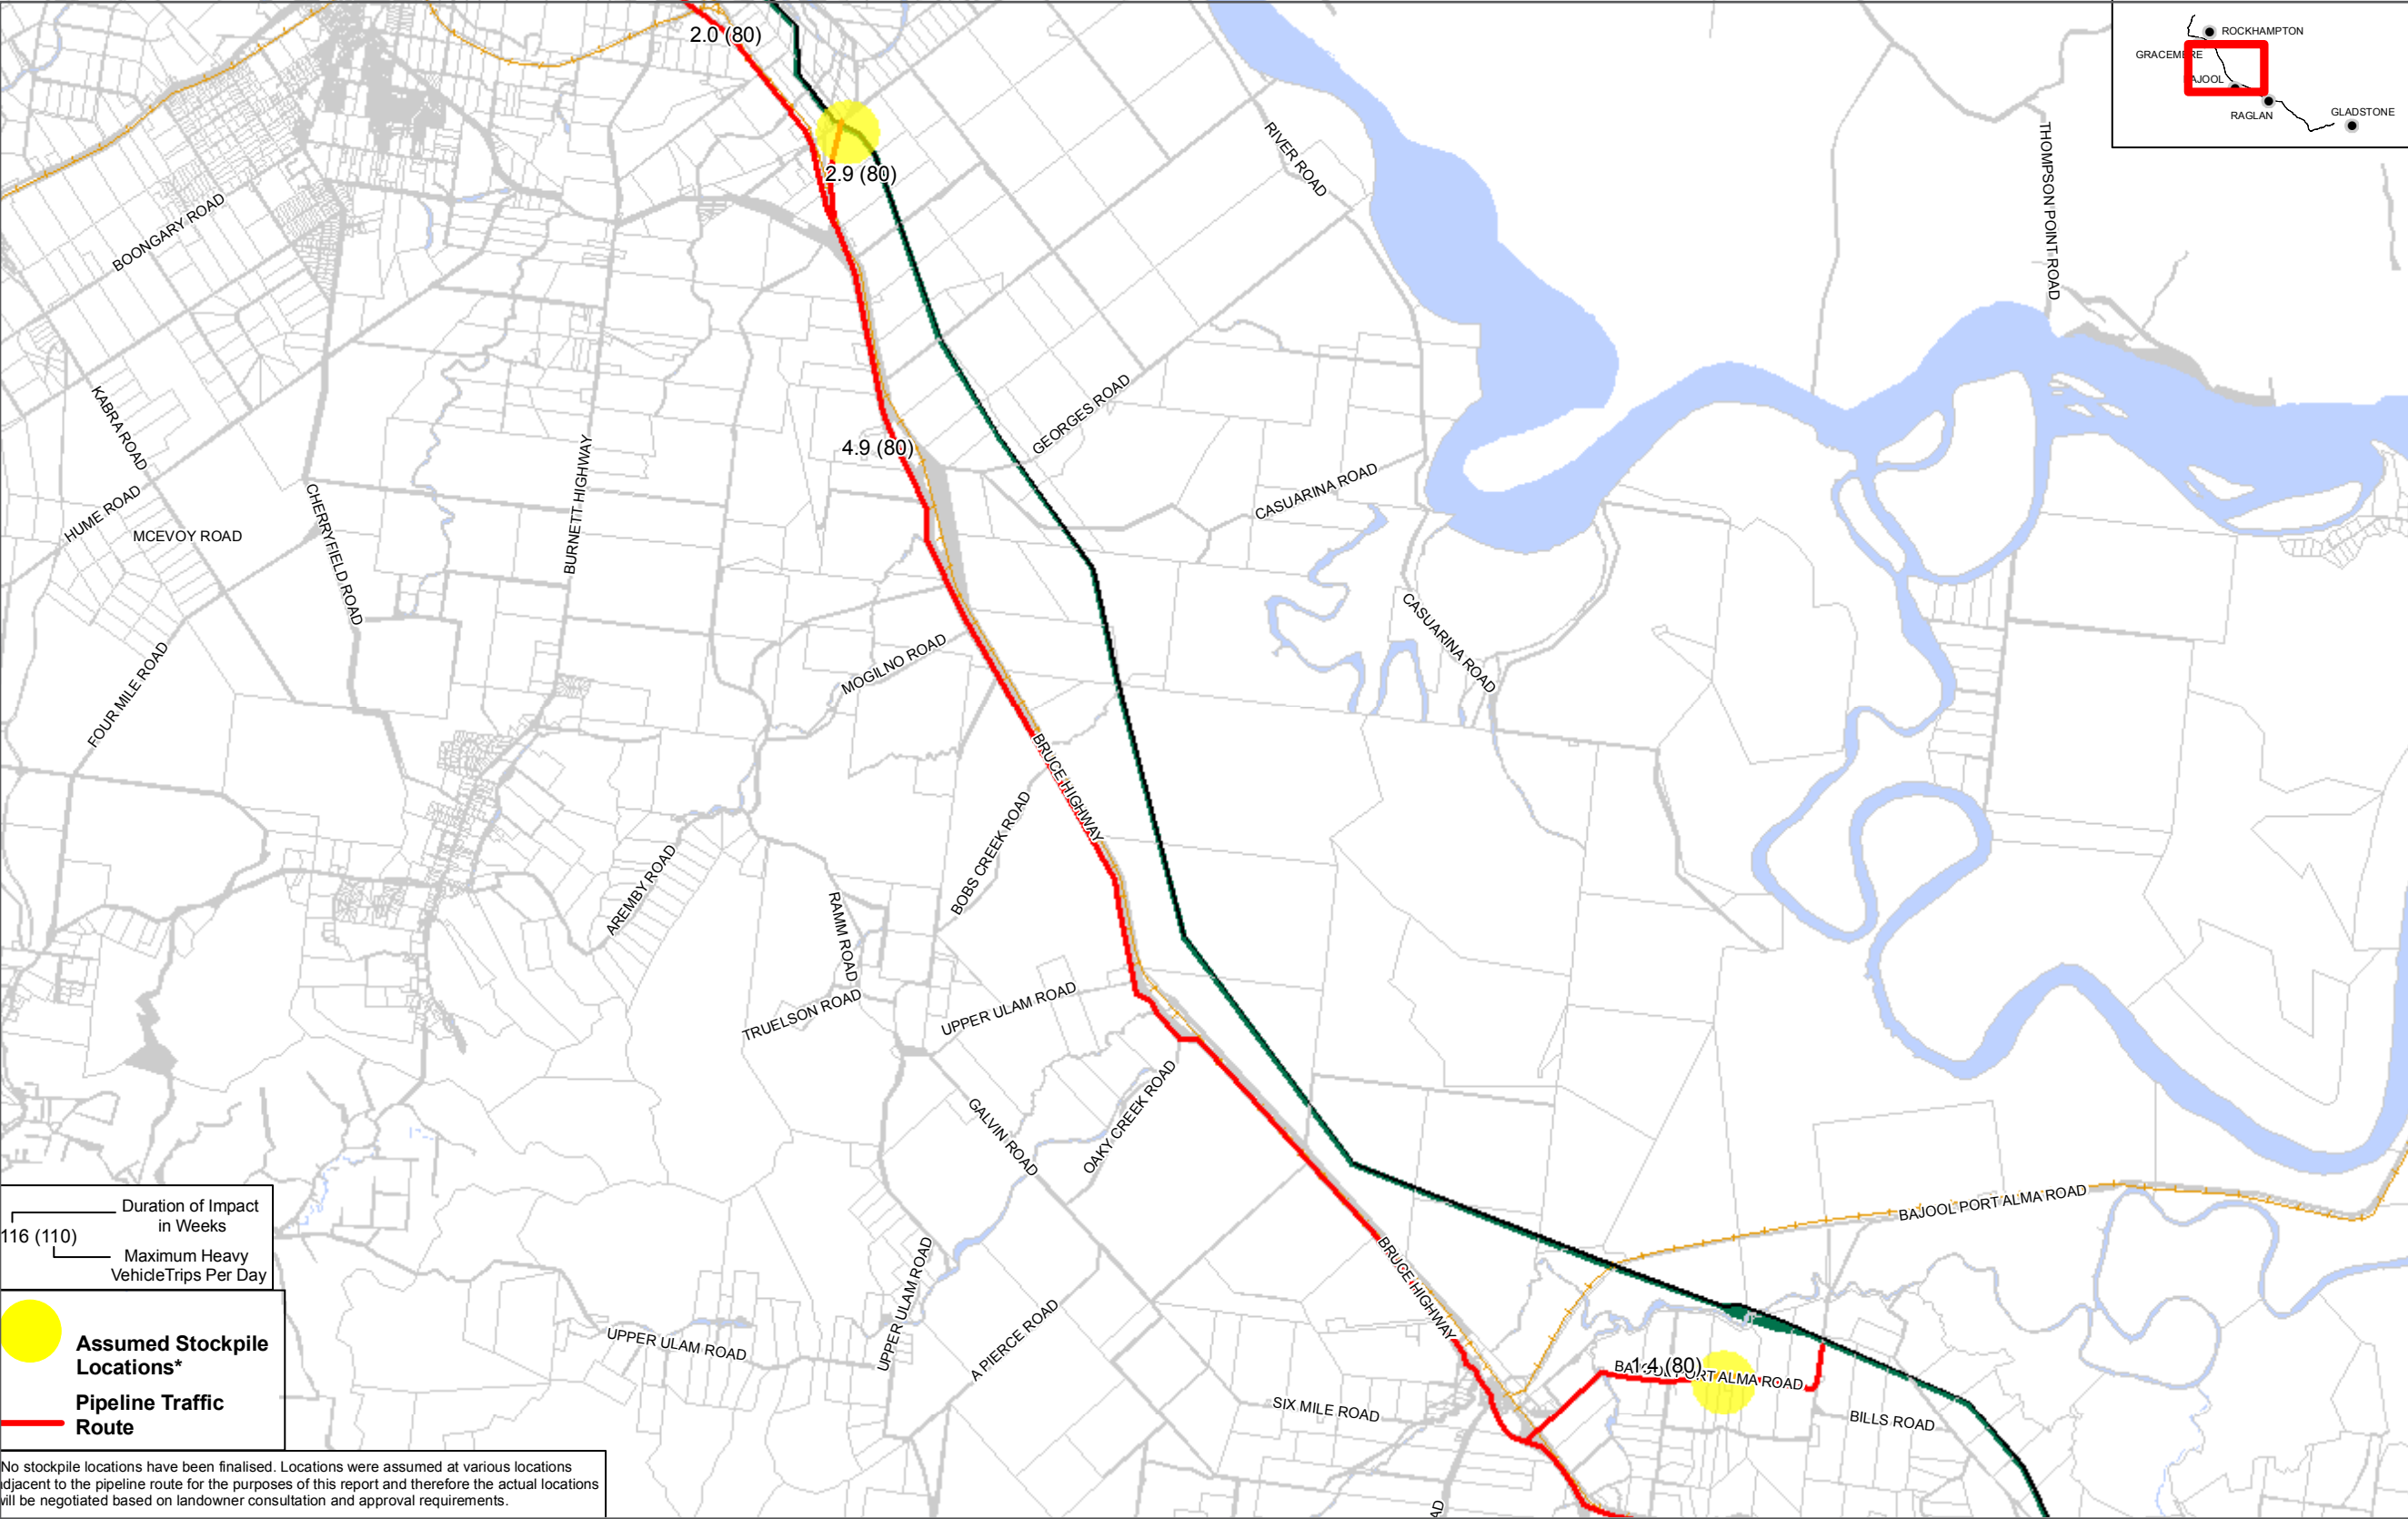 2.0 (80)
ROCKHAMPTON
GRACEMERE
BAJOOL
RAGLAN
GLADSTONE
2.9 (80)
RIVER ROAD
THOMPSON POINT ROAD
BOONGARY ROAD
KABRA ROAD
GEORGES ROAD
4.9 (80)
CASUARINA ROAD
HUME ROAD
MCEVOY ROAD
CHERRYFIELD ROAD
BURNETT HIGHWAY
CASUARINA ROAD
FOUR MILE ROAD
MOGILNO ROAD
BRUCE HIGHWAY
BOBS CREEK ROAD
AREMBY ROAD
RAMM ROAD
TRUELSON ROAD
UPPER ULAM ROAD
GALVIN ROAD
OAKY CREEK ROAD
BAJOOL PORT ALMA ROAD
BRUCE HIGHWAY
UPPER ULAM ROAD
UPPER ULAM ROAD
A PIERCE ROAD
1.4 (80)
BAJOOL PORT ALMA ROAD
SIX MILE ROAD
BILLS ROAD
AD
Duration of Impact
in Weeks
116 (110)
Maximum Heavy
VehicleTrips Per Day
Assumed Stockpile
Locations*
Pipeline Traffic
Route
No stockpile locations have been finalised. Locations were assumed at various locations
adjacent to the pipeline route for the purposes of this report and therefore the actual locations
will be negotiated based on landowner consultation and approval requirements.